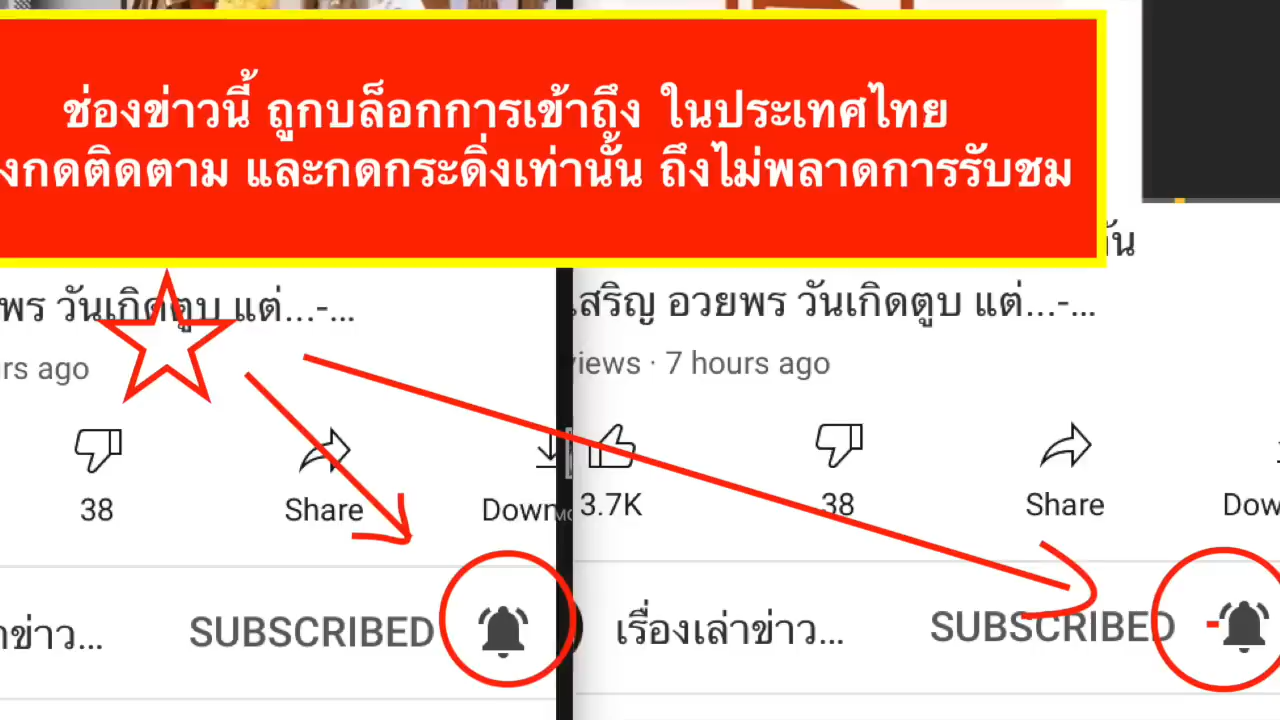 ช่องข่าวนี้ ถูกบล็อกการเข้าถึง ในประเทศไทย
งกดติดตาม และกดกระดิ่งเท่านั้น ถึงไม่พลาดการรับชม
พร วันเกิดตูบ แต่...-...
rs ago
38
Share
Down
าข่าว...
SUBSCRIBED
ัน
สริญ อวยพร วันเกิดตูบ แต่...-...
views · 7 hours ago
3.7K
38
Share
Dow
เรื่องเล่าข่าว...
SUBSCRIBED